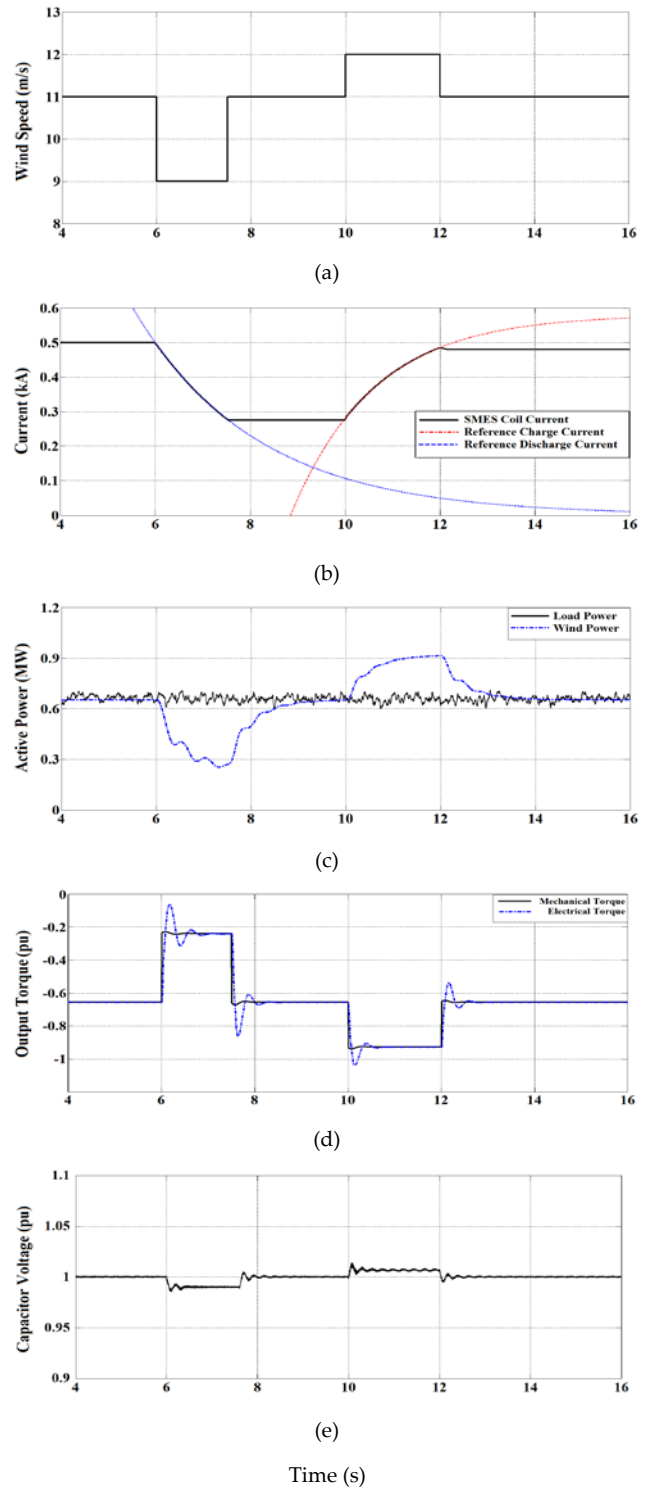 13
12
11
10
9
8
Wind Speed (m/s)
4 6 8 10 12 14 16
(a)
0.6
0.5
0.4
0.3
0.2
0.1
0
Current (kA)
SMES Coil Current
Reference Charge Current
Reference Discharge Current
4 6 8 10 12 14 16
(b)
1.2
0.9
0.6
0.3
0
Active Power (MW)
Load Power
Wind Power
4 6 8 10 12 14 16
(c)
0
-0.2
-0.4
-0.6
-0.8
-1
Output Torque (pu)
Mechanical Torque
Electrical Torque
4 6 8 10 12 14 16
(d)
1.1
1.05
1
0.95
0.9
Capacitor Voltage (pu)
4 6 8 10 12 14 16
(e)
Time (s)